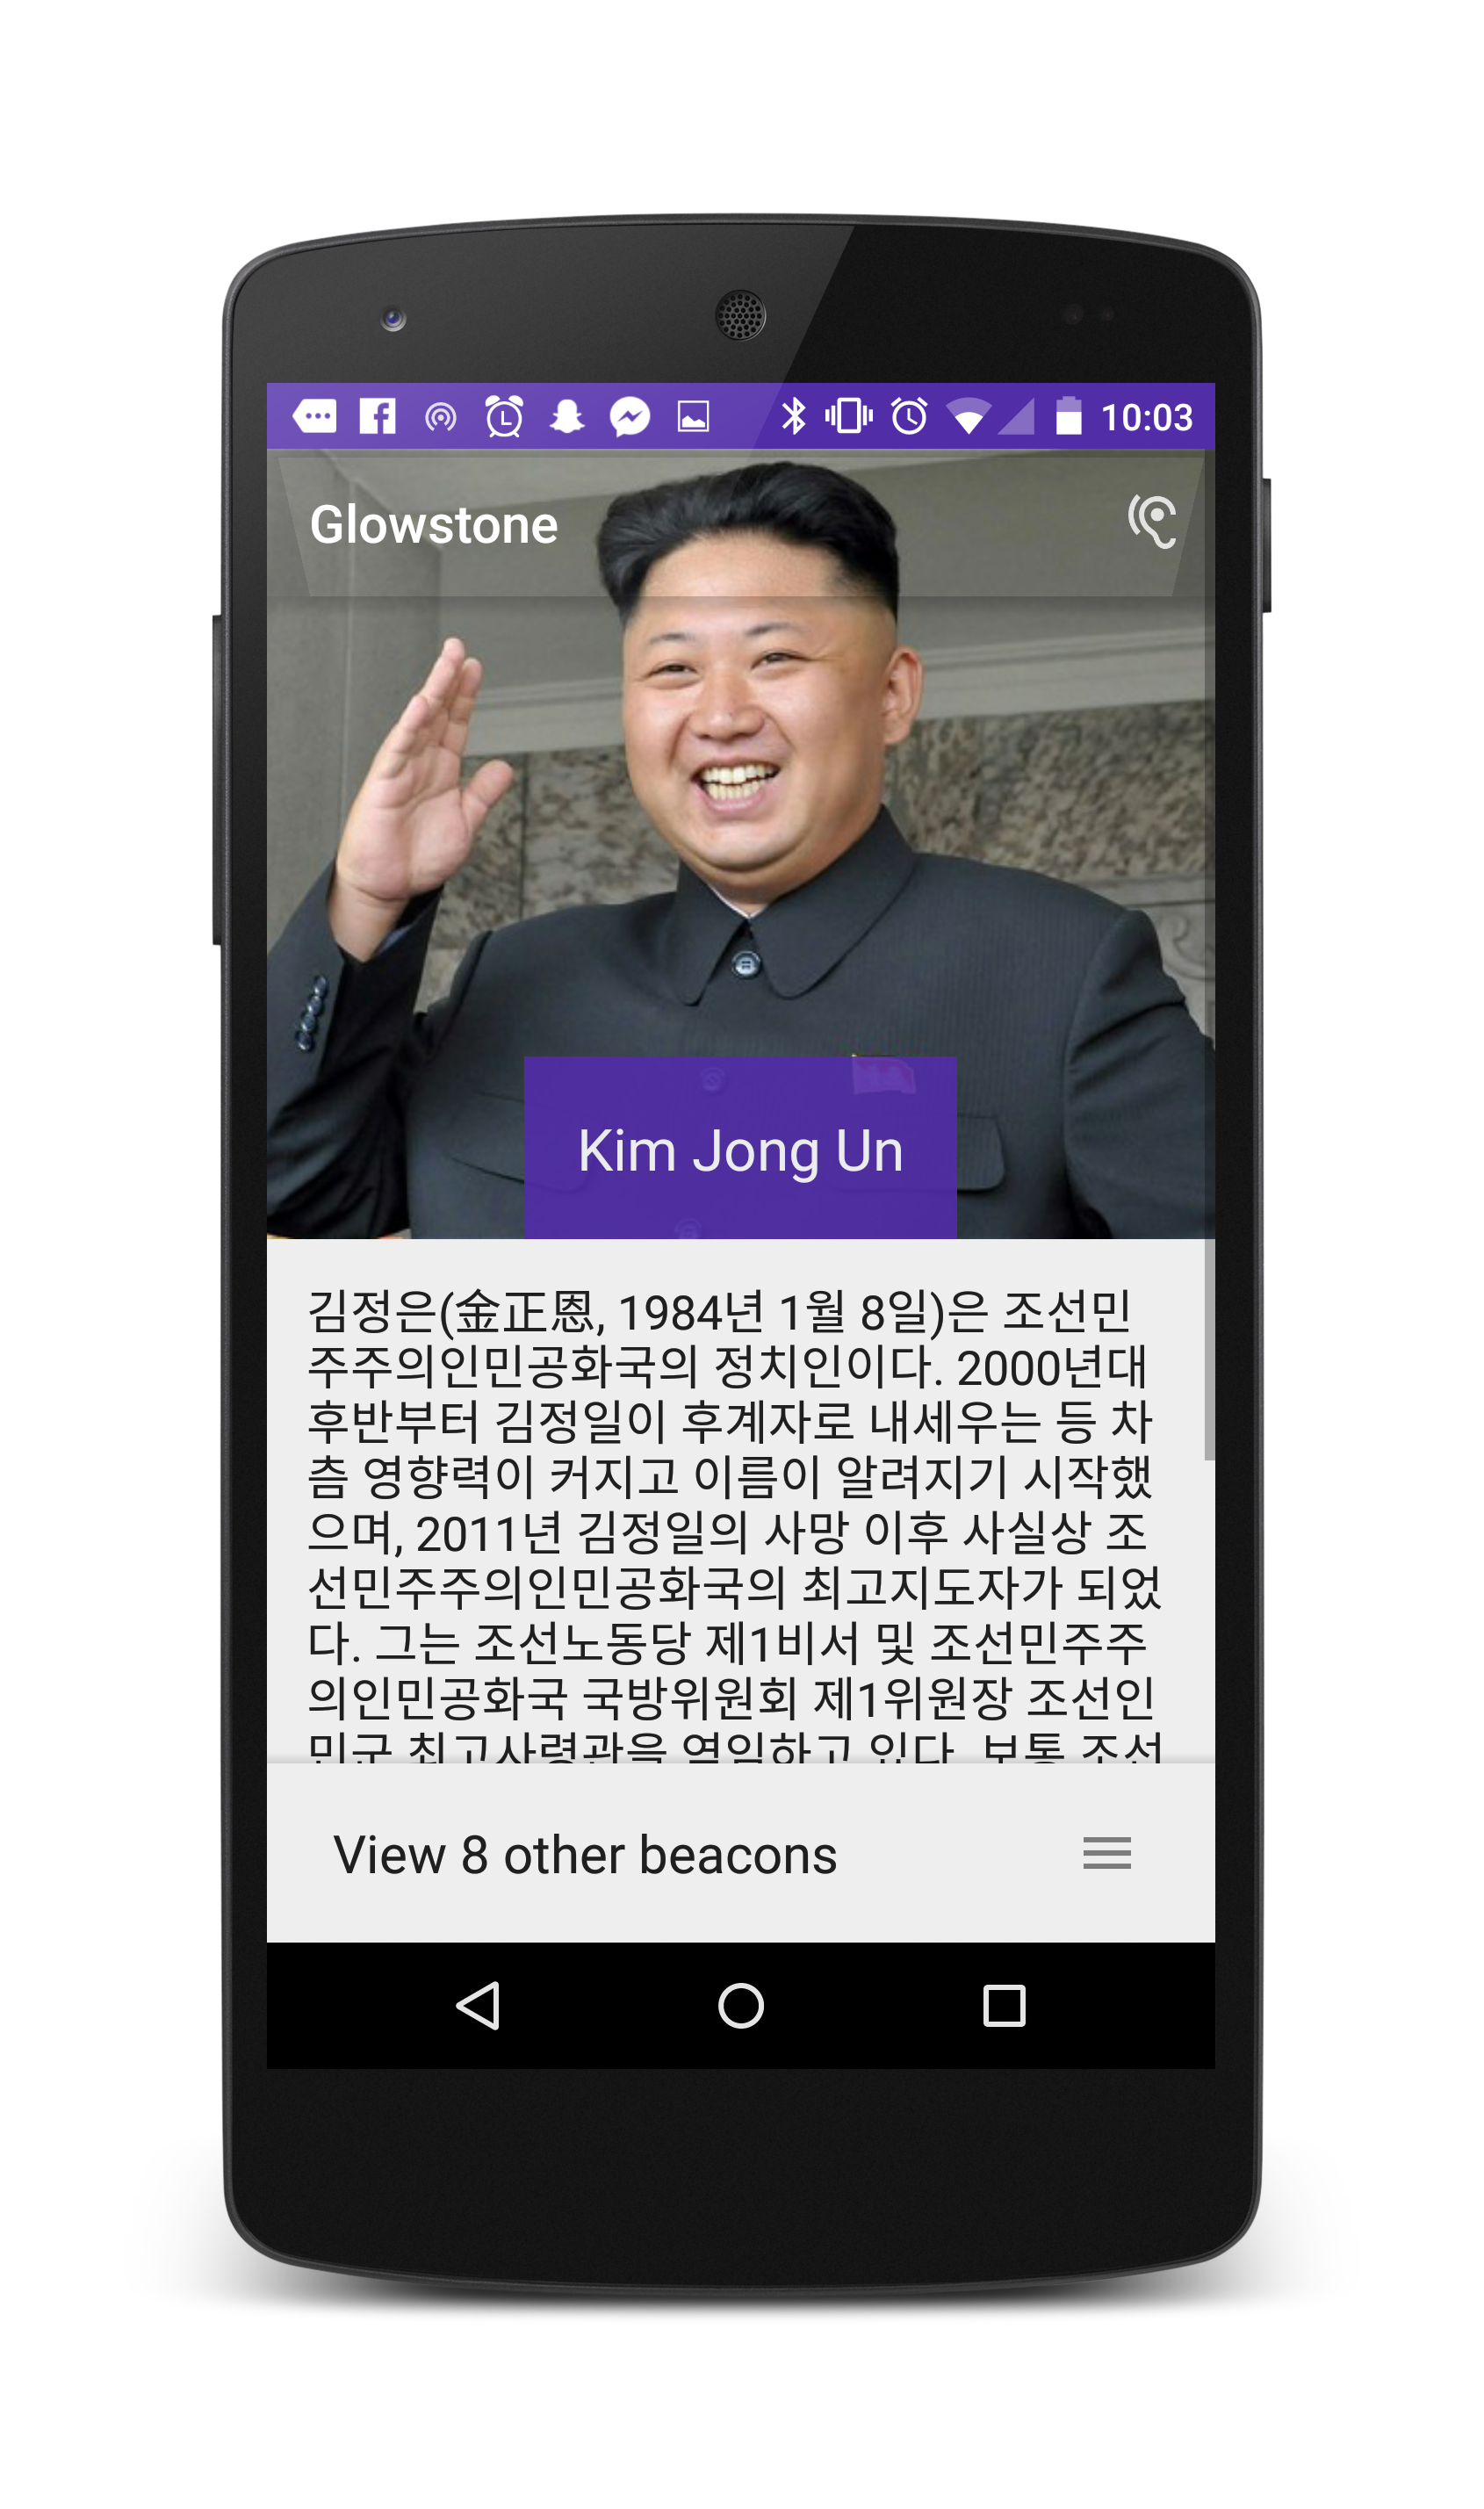 10:03
Glowstone
Kim Jong Un
김정은(金正恩, 1984년 1월 8일)은 조선민
주주의인민공화국의 정치인이다. 2000년대
후반부터 김정일이 후계자로 내세우는 등 차
츰 영향력이 커지고 이름이 알려지기 시작했
으며, 2011년 김정일의 사망 이후 사실상 조
선민주주의인민공화국의 최고지도자가 되었
다. 그는 조선노동당 제1비서 및 조선민주주
의인민공화국 국방위원회 제1위원장 조선인
민군 최고사령관을 역임하고 있다. 보통 조선
View 8 other beacons